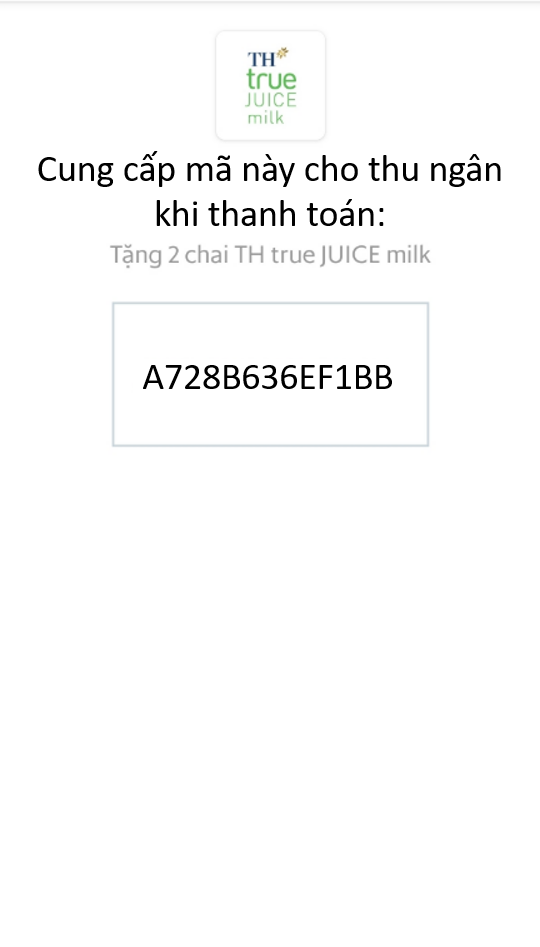 TH
true
JUICE
milk
Cung cấp mã này cho thu ngân
khi thanh toán:
Tặng 2 chai TH true JUICE milk
A728B636EF1BB